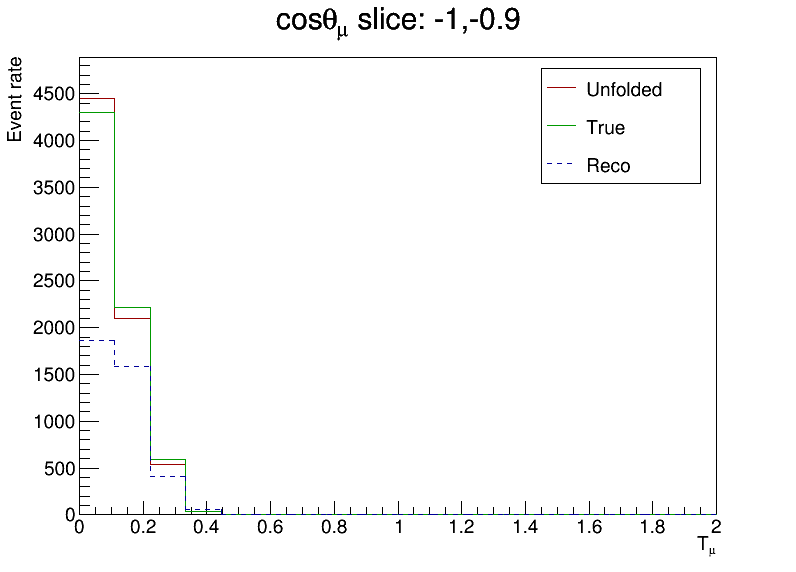 cosθμ slice: -1,-0.9
Event rate
4500
4000
3500
3000
2500
2000
1500
1000
500
0
Unfolded
True
Reco
0 0.2 0.4 0.6 0.8 1 1.2 1.4 1.6 1.8 2
Tμ